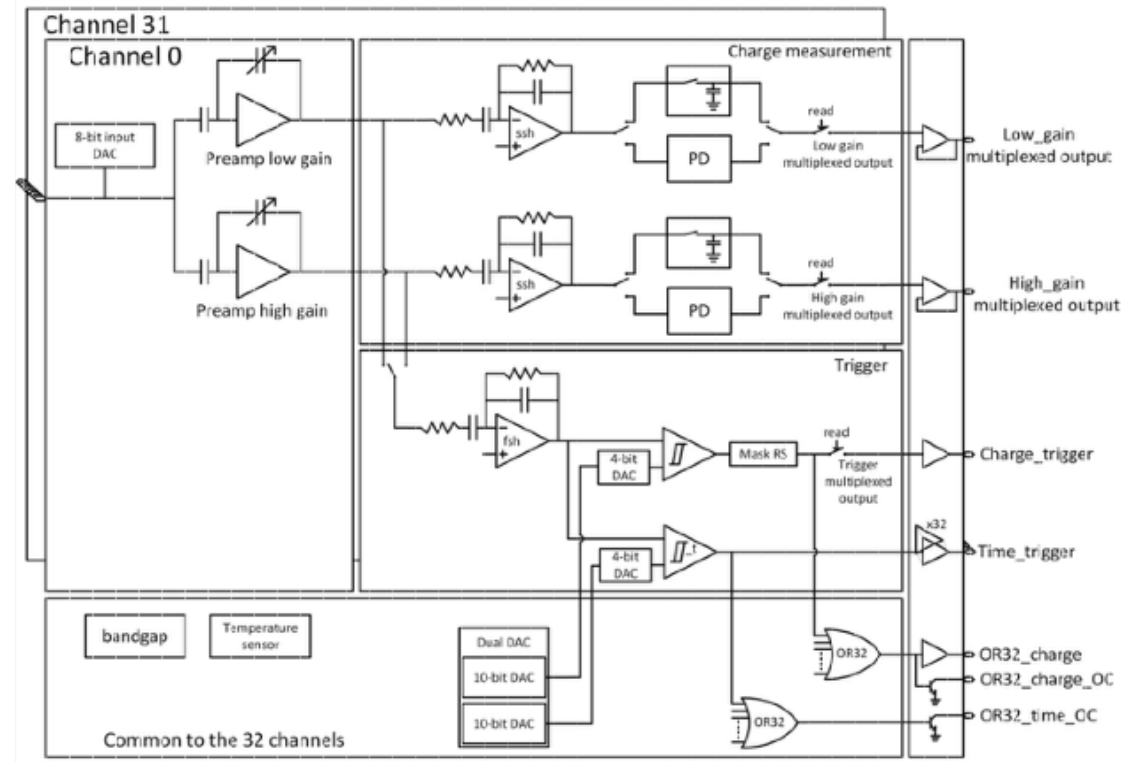 Channel 31
Channel 0
8-bit input
DAC
Preamp low gain
Preamp high gain
Charge measurement
ssh
PD
read
Low gain
multiplexed output
Low_gain
multiplexed output
ssh
PD
read
High gain
multiplexed output
High_gain
multiplexed output
Trigger
fsh
4-bit
DAC
Mask RS
read
Trigger
multiplexed
output
Charge_trigger
4-bit
DAC
_t
x32
Time_trigger
bandgap
Temperature
sensor
Dual DAC
10-bit DAC
10-bit DAC
OR32
OR32
OR32_charge
OR32_charge_OC
OR32_time_OC
Common to the 32 channels